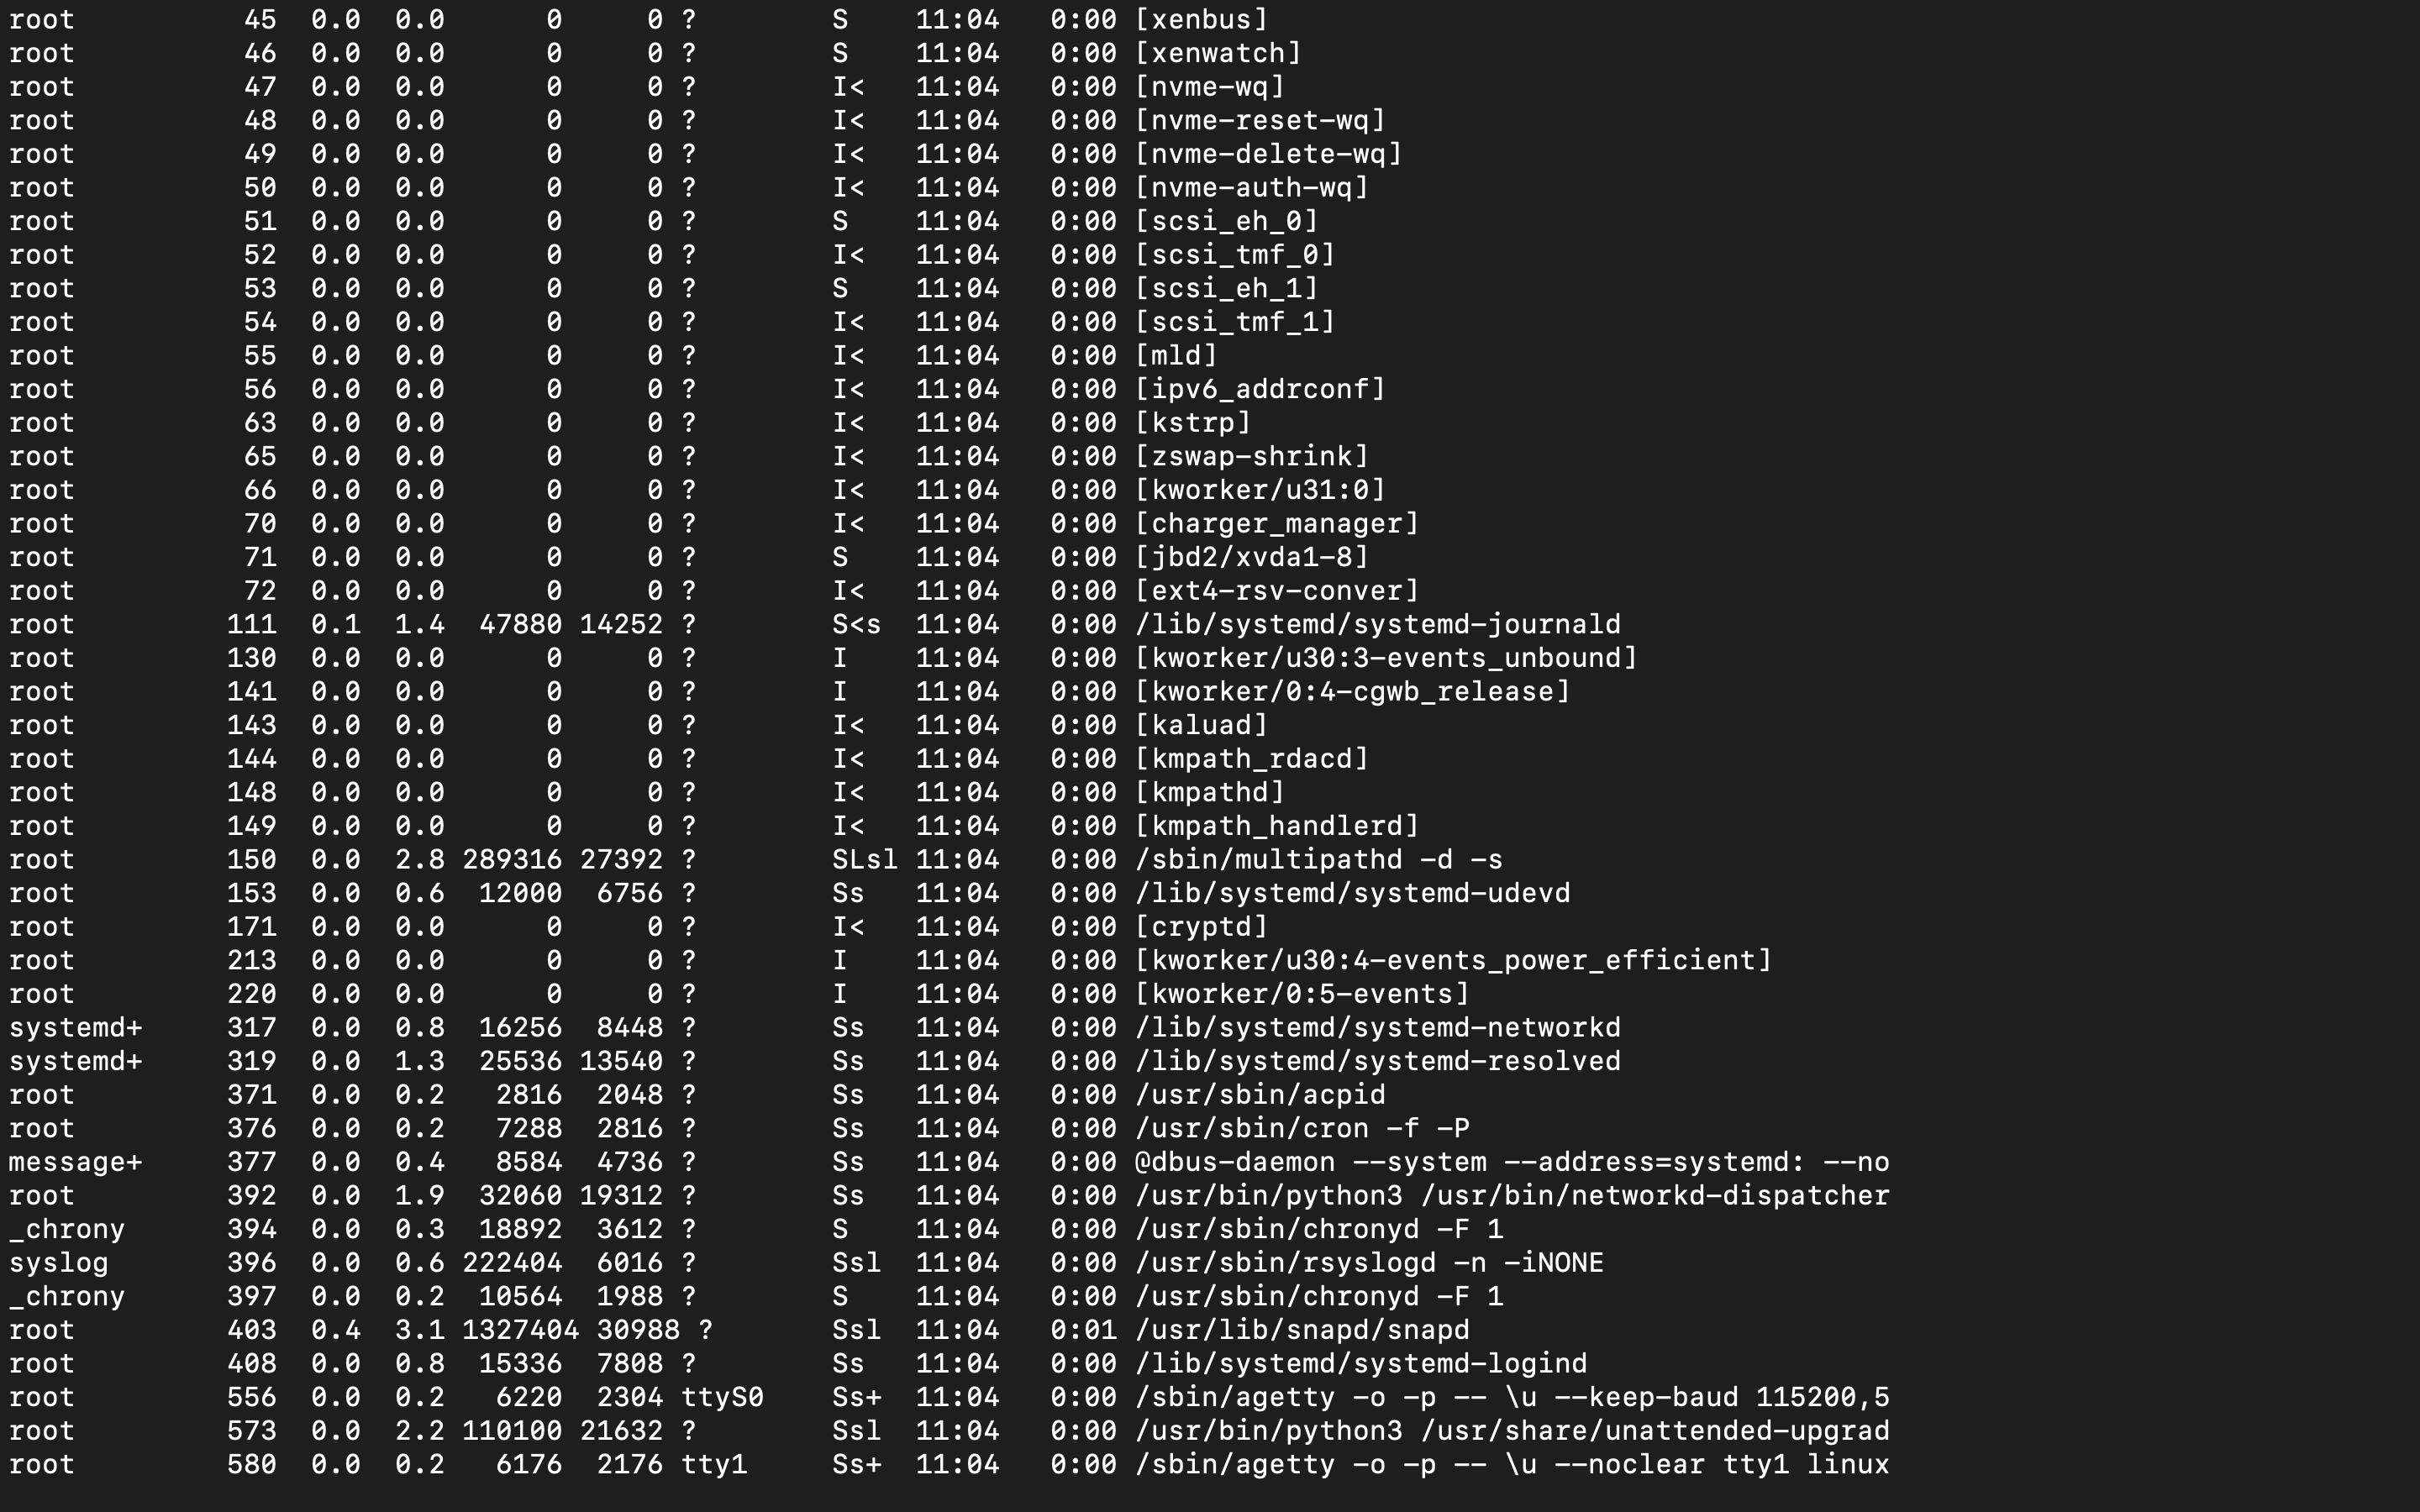 root          45  0.0  0.0      0     0 ?        S    11:04   0:00 [xenbus]
root          46  0.0  0.0      0     0 ?        S    11:04   0:00 [xenwatch]
root          47  0.0  0.0      0     0 ?        I<   11:04   0:00 [nvme-wq]
root          48  0.0  0.0      0     0 ?        I<   11:04   0:00 [nvme-reset-wq]
root          49  0.0  0.0      0     0 ?        I<   11:04   0:00 [nvme-delete-wq]
root          50  0.0  0.0      0     0 ?        I<   11:04   0:00 [nvme-auth-wq]
root          51  0.0  0.0      0     0 ?        S    11:04   0:00 [scsi_eh_0]
root          52  0.0  0.0      0     0 ?        I<   11:04   0:00 [scsi_tmf_0]
root          53  0.0  0.0      0     0 ?        S    11:04   0:00 [scsi_eh_1]
root          54  0.0  0.0      0     0 ?        I<   11:04   0:00 [scsi_tmf_1]
root          55  0.0  0.0      0     0 ?        I<   11:04   0:00 [mld]
root          56  0.0  0.0      0     0 ?        I<   11:04   0:00 [ipv6_addrconf]
root          63  0.0  0.0      0     0 ?        I<   11:04   0:00 [kstrp]
root          65  0.0  0.0      0     0 ?        I<   11:04   0:00 [zswap-shrink]
root          66  0.0  0.0      0     0 ?        I<   11:04   0:00 [kworker/u31:0]
root          70  0.0  0.0      0     0 ?        I<   11:04   0:00 [charger_manager]
root          71  0.0  0.0      0     0 ?        S    11:04   0:00 [jbd2/xvda1-8]
root          72  0.0  0.0      0     0 ?        I<   11:04   0:00 [ext4-rsv-conver]
root         111  0.1  1.4  47880 14252 ?        S<s  11:04   0:00 /lib/systemd/systemd-journald
root         130  0.0  0.0      0     0 ?        I    11:04   0:00 [kworker/u30:3-events_unbound]
root         141  0.0  0.0      0     0 ?        I    11:04   0:00 [kworker/0:4-cgwb_release]
root         143  0.0  0.0      0     0 ?        I<   11:04   0:00 [kaluad]
root         144  0.0  0.0      0     0 ?        I<   11:04   0:00 [kmpath_rdacd]
root         148  0.0  0.0      0     0 ?        I<   11:04   0:00 [kmpathd]
root         149  0.0  0.0      0     0 ?        I<   11:04   0:00 [kmpath_handlerd]
root         150  0.0  2.8 289316 27392 ?        SLsl 11:04   0:00 /sbin/multipathd -d -s
root         153  0.0  0.6  12000  6756 ?        Ss   11:04   0:00 /lib/systemd/systemd-udevd
root         171  0.0  0.0      0     0 ?        I<   11:04   0:00 [cryptd]
root         213  0.0  0.0      0     0 ?        I    11:04   0:00 [kworker/u30:4-events_power_efficient]
root         220  0.0  0.0      0     0 ?        I    11:04   0:00 [kworker/0:5-events]
systemd+     317  0.0  0.8  16256  8448 ?        Ss   11:04   0:00 /lib/systemd/systemd-networkd
systemd+     319  0.0  1.3  25536 13540 ?        Ss   11:04   0:00 /lib/systemd/systemd-resolved
root         371  0.0  0.2   2816  2048 ?        Ss   11:04   0:00 /usr/sbin/acpid
root         376  0.0  0.2   7288  2816 ?        Ss   11:04   0:00 /usr/sbin/cron -f -P
message+     377  0.0  0.4   8584  4736 ?        Ss   11:04   0:00 @dbus-daemon --system --address=systemd: --no
root         392  0.0  1.9  32060 19312 ?        Ss   11:04   0:00 /usr/bin/python3 /usr/bin/networkd-dispatcher
_chrony      394  0.0  0.3  18892  3612 ?        S    11:04   0:00 /usr/sbin/chronyd -F 1
syslog       396  0.0  0.6 222404  6016 ?        Ssl  11:04   0:00 /usr/sbin/rsyslogd -n -iNONE
_chrony      397  0.0  0.2  10564  1988 ?        S    11:04   0:00 /usr/sbin/chronyd -F 1
root         403  0.4  3.1 1327404 30988 ?       Ssl  11:04   0:01 /usr/lib/snapd/snapd
root         408  0.0  0.8  15336  7808 ?        Ss   11:04   0:00 /lib/systemd/systemd-logind
root         556  0.0  0.2   6220  2304 ttyS0    Ss+  11:04   0:00 /sbin/agetty -o -p -- \u --keep-baud 115200,5
root         573  0.0  2.2 110100 21632 ?        Ssl  11:04   0:00 /usr/bin/python3 /usr/share/unattended-upgrad
root         580  0.0  0.2   6176  2176 tty1     Ss+  11:04   0:00 /sbin/agetty -o -p -- \u --noclear tty1 linux